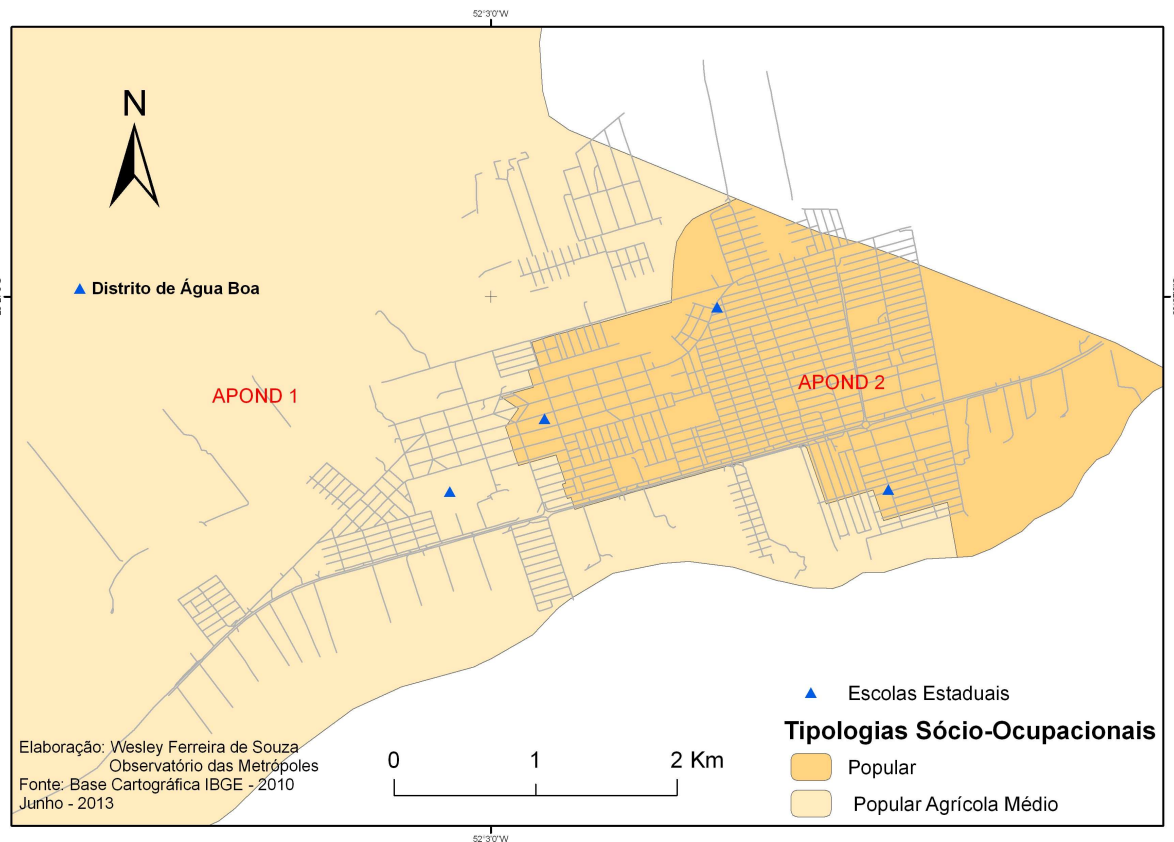 52°3'0"W
N
Distrito de Água Boa
APOND 1
APOND 2
Escolas Estaduais
Tipologias Sócio-Ocupacionais
Popular
Popular Agrícola Médio
0 1 2 Km
Elaboração: Wesley Ferreira de Souza
Observatório das Metrópoles
Fonte: Base Cartográfica IBGE - 2010
Junho - 2013
52°3'0"W